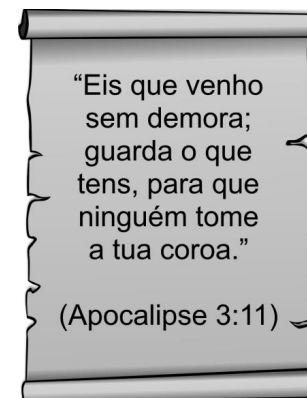 “Eis que venho
sem demora;
guarda o que
tens, para que
ninguém tome
a tua coroa.”
(Apocalipse 3:11)